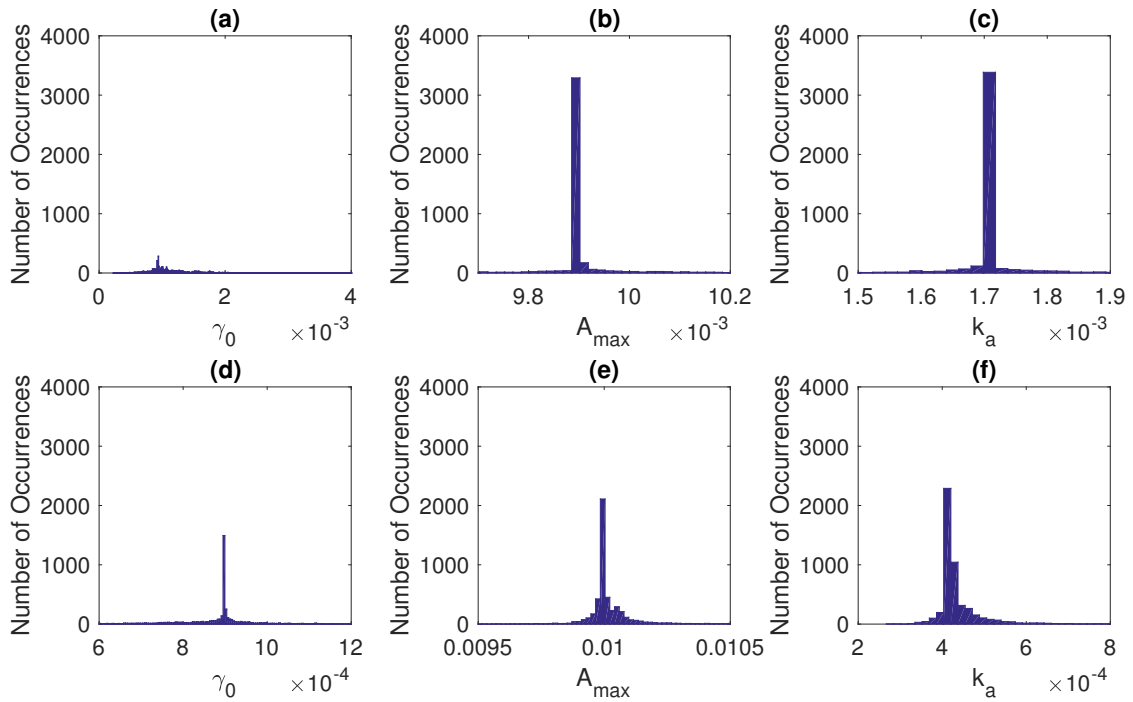 (a)
Number of Occurrences
4000
3000
2000
1000
0
0 2 4
γ₀ ×10⁻³
(b)
Number of Occurrences
4000
3000
2000
1000
0
9.8 10 10.2
A_max ×10⁻³
(c)
Number of Occurrences
4000
3000
2000
1000
0
1.5 1.6 1.7 1.8 1.9
k_a ×10⁻³
(d)
Number of Occurrences
4000
3000
2000
1000
0
6 8 10 12
γ₀ ×10⁻⁴
(e)
Number of Occurrences
4000
3000
2000
1000
0
0.0095 0.01 0.0105
A_max
(f)
Number of Occurrences
4000
3000
2000
1000
0
2 4 6 8
k_a ×10⁻⁴